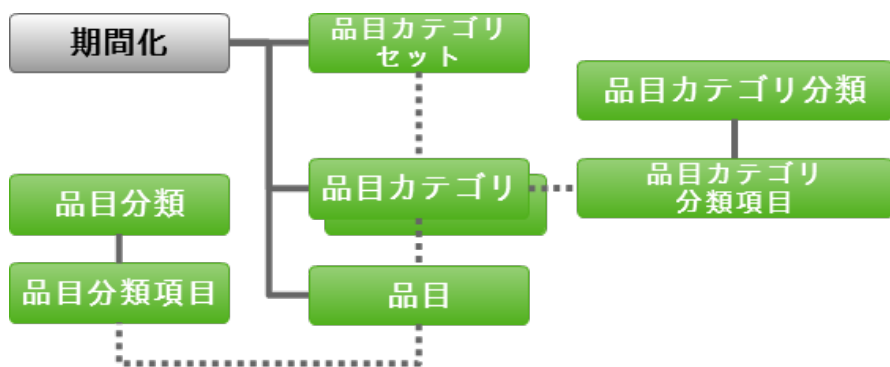 期間化
品目カテゴリ
セット
品目カテゴリ分類
品目カテゴリ
品目カテゴリ
分類項目
品目分類
品目分類項目
品目